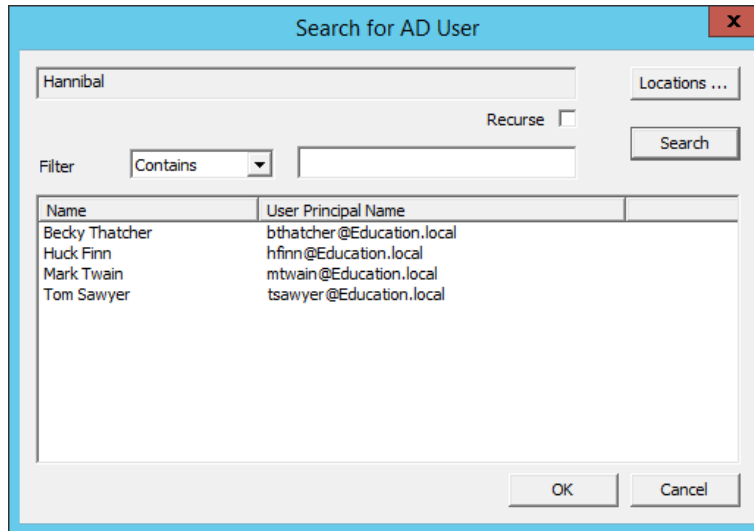 Search for AD User
x
Hannibal
Locations ...
Recurse
Search
Filter Contains
Name User Principal Name
Becky Thatcher bthatcher@Education.local
Huck Finn hfinn@Education.local
Mark Twain mtwain@Education.local
Tom Sawyer tsawyer@Education.local
OK Cancel